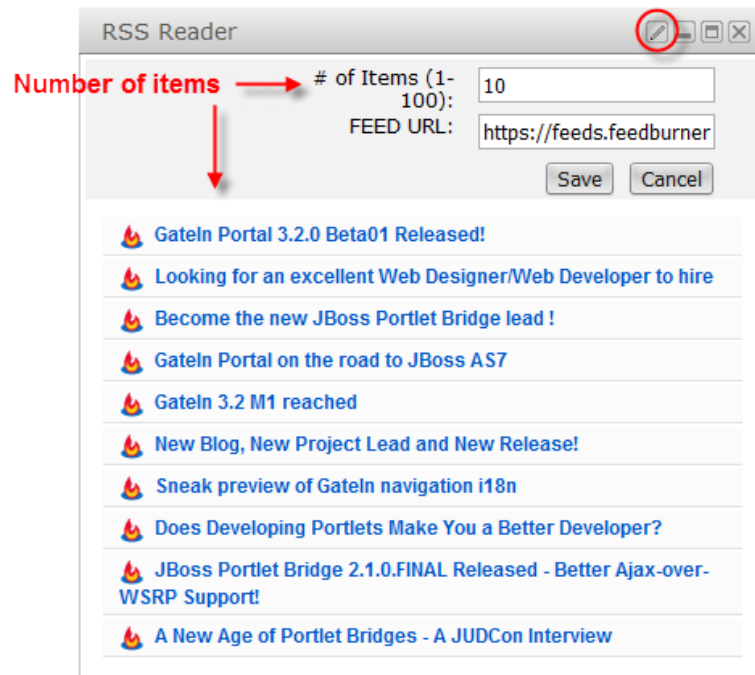 RSS Reader
Number of items
# of Items (1-
100):
10
FEED URL:
https://feeds.feedburner
Save
Cancel
GateIn Portal 3.2.0 Beta01 Released!
Looking for an excellent Web Designer/Web Developer to hire
Become the new JBoss Portlet Bridge lead !
GateIn Portal on the road to JBoss AS7
GateIn 3.2 M1 reached
New Blog, New Project Lead and New Release!
Sneak preview of GateIn navigation i18n
Does Developing Portlets Make You a Better Developer?
JBoss Portlet Bridge 2.1.0.FINAL Released - Better Ajax-over-
WSRP Support!
A New Age of Portlet Bridges - A JUDCon Interview